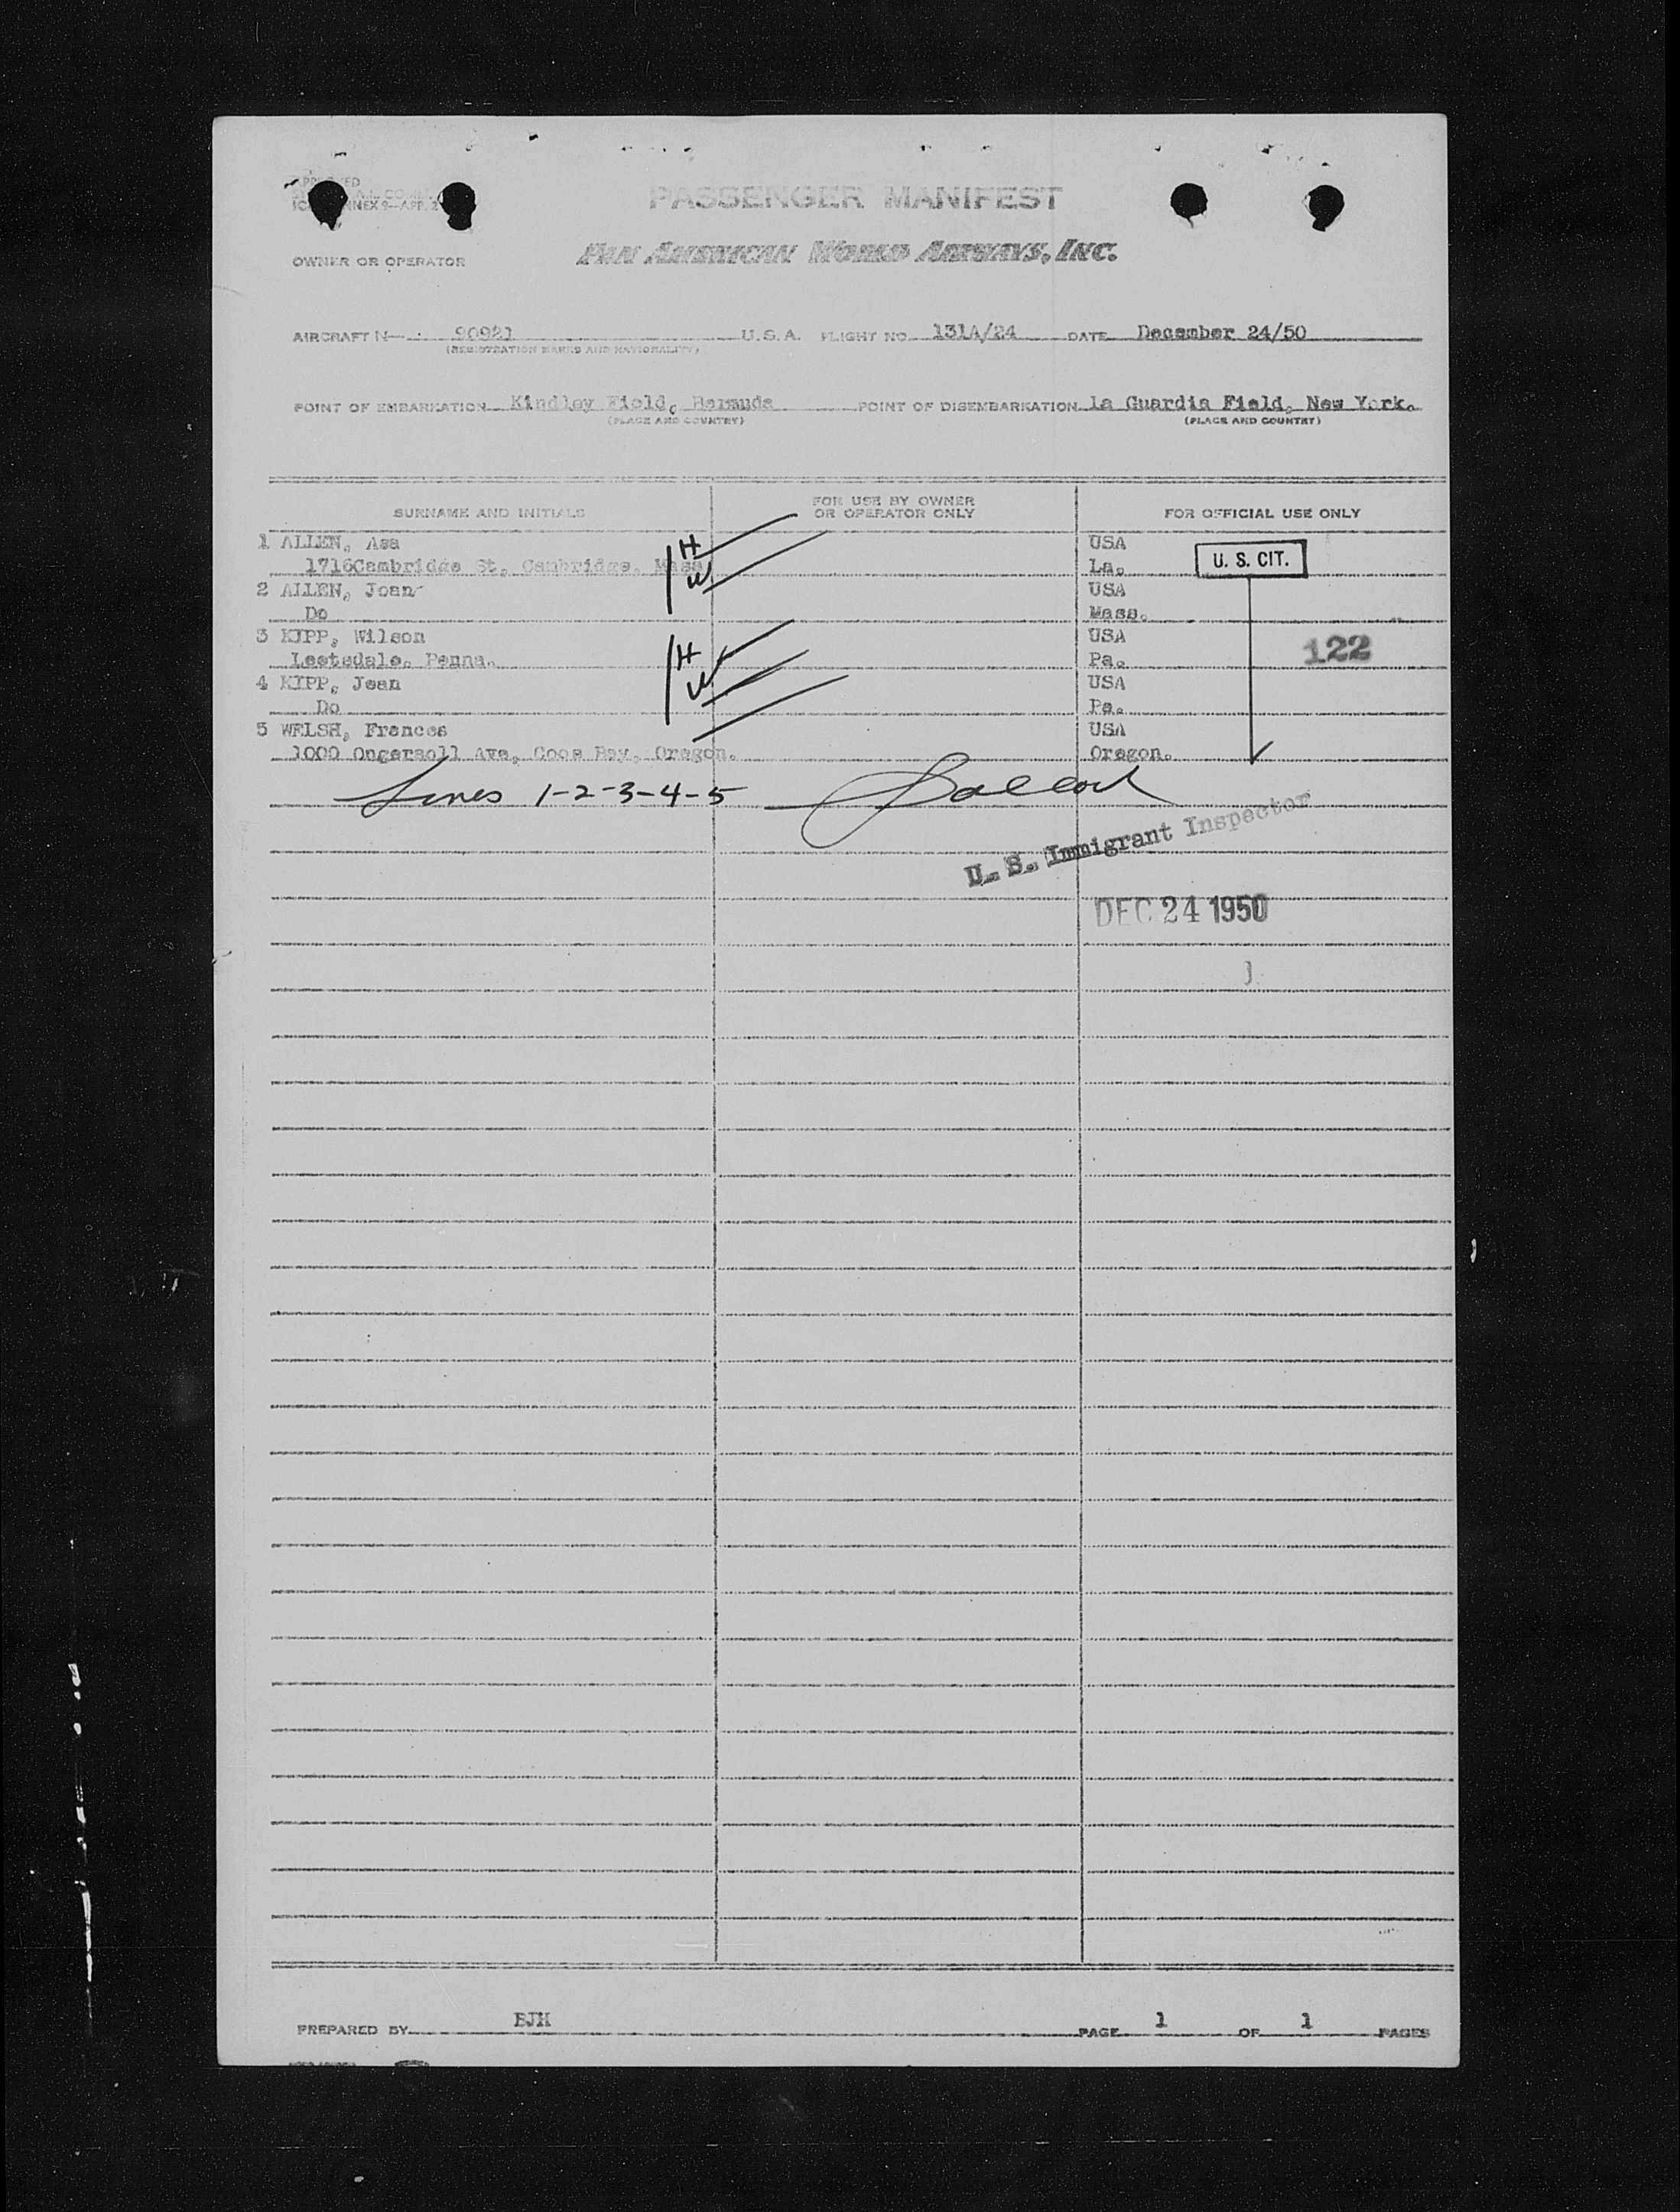 PASSENGER MANIFEST
OWNER OR OPERATOR PAN AMERICAN WORLD AIRWAYS, INC.
AIRCRAFT N 90921 U.S.A. FLIGHT NO. 131A/24 DATE December 24/50
(REGISTRATION MARKS AND NATIONALITY)
POINT OF EMBARKATION Kindley Field, Bermuda POINT OF DISEMBARKATION La Guardia Field, New York.
(PLACE AND COUNTRY) (PLACE AND COUNTRY)
SURNAME AND INITIALS FOR USE BY OWNER OR OPERATOR ONLY FOR OFFICIAL USE ONLY
1 ALLEN, Asa H USA
1716Cambridge St, Cambridge, Mass W La. U. S. CIT.
2 ALLEN, Joan USA
Do Mass.
3 KIPP, Wilson H USA
Leetsdale, Penna. W Pa. 122
4 KIPP, Jean USA
Do Pa.
5 WELSH, Frances USA
1000 Ongersoll Ave, Coos Bay, Oregon. Oregon.
Lines 1-2-3-4-5
U. S. Immigrant Inspector
DEC 24 1950
PREPARED BY BJH PAGE 1 OF 1 PAGES